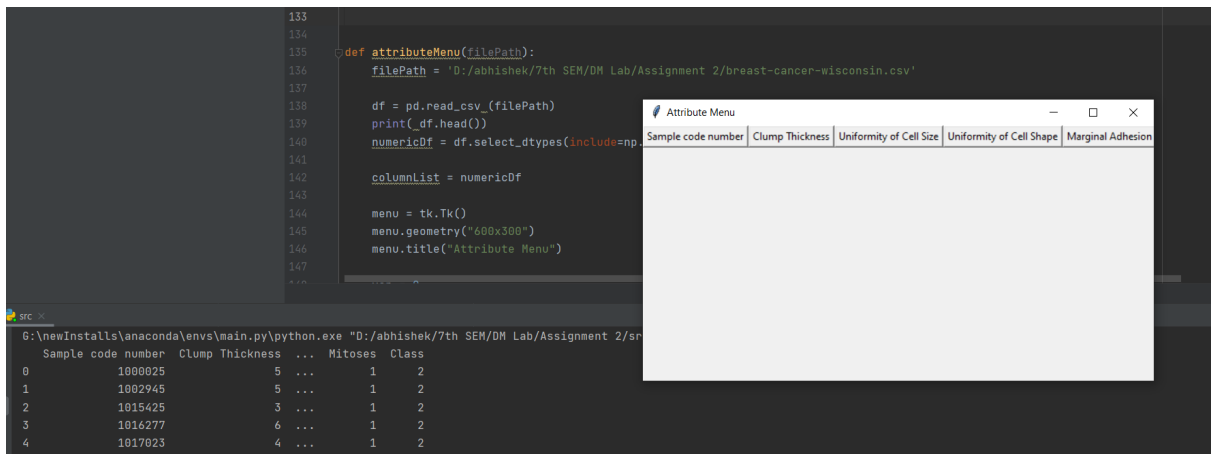 133
134
135 def attributeMenu(filePath):
136 filePath = 'D:/abhishek/7th SEM/DM Lab/Assignment 2/breast-cancer-wisconsin.csv'
137
138 df = pd.read_csv_(filePath)
139 print(_df.head())
140 numericDf = df.select_dtypes(include=np.
141
142 columnList = numericDf
143
144 menu = tk.Tk()
145 menu.geometry("600x300")
146 menu.title("Attribute Menu")
147
Attribute Menu
Sample code number Clump Thickness Uniformity of Cell Size Uniformity of Cell Shape Marginal Adhesion
src
G:\newInstalls\anaconda\envs\main.py\python.exe "D:/abhishek/7th SEM/DM Lab/Assignment 2/sr
Sample code number Clump Thickness ... Mitoses Class
0 1000025 5 ... 1 2
1 1002945 5 ... 1 2
2 1015425 3 ... 1 2
3 1016277 6 ... 1 2
4 1017023 4 ... 1 2